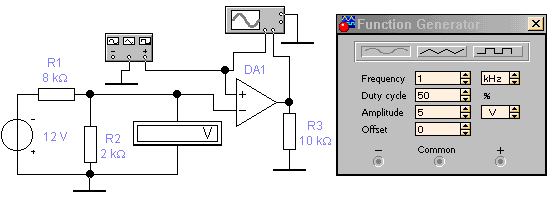 R1
8 kΩ
DA1
12 V
R2
2 kΩ
V
R3
10 kΩ
+
−
−
+
Function Generator
Frequency 1 kHz
Duty cycle 50 %
Amplitude 5 V
Offset 0
− Common +